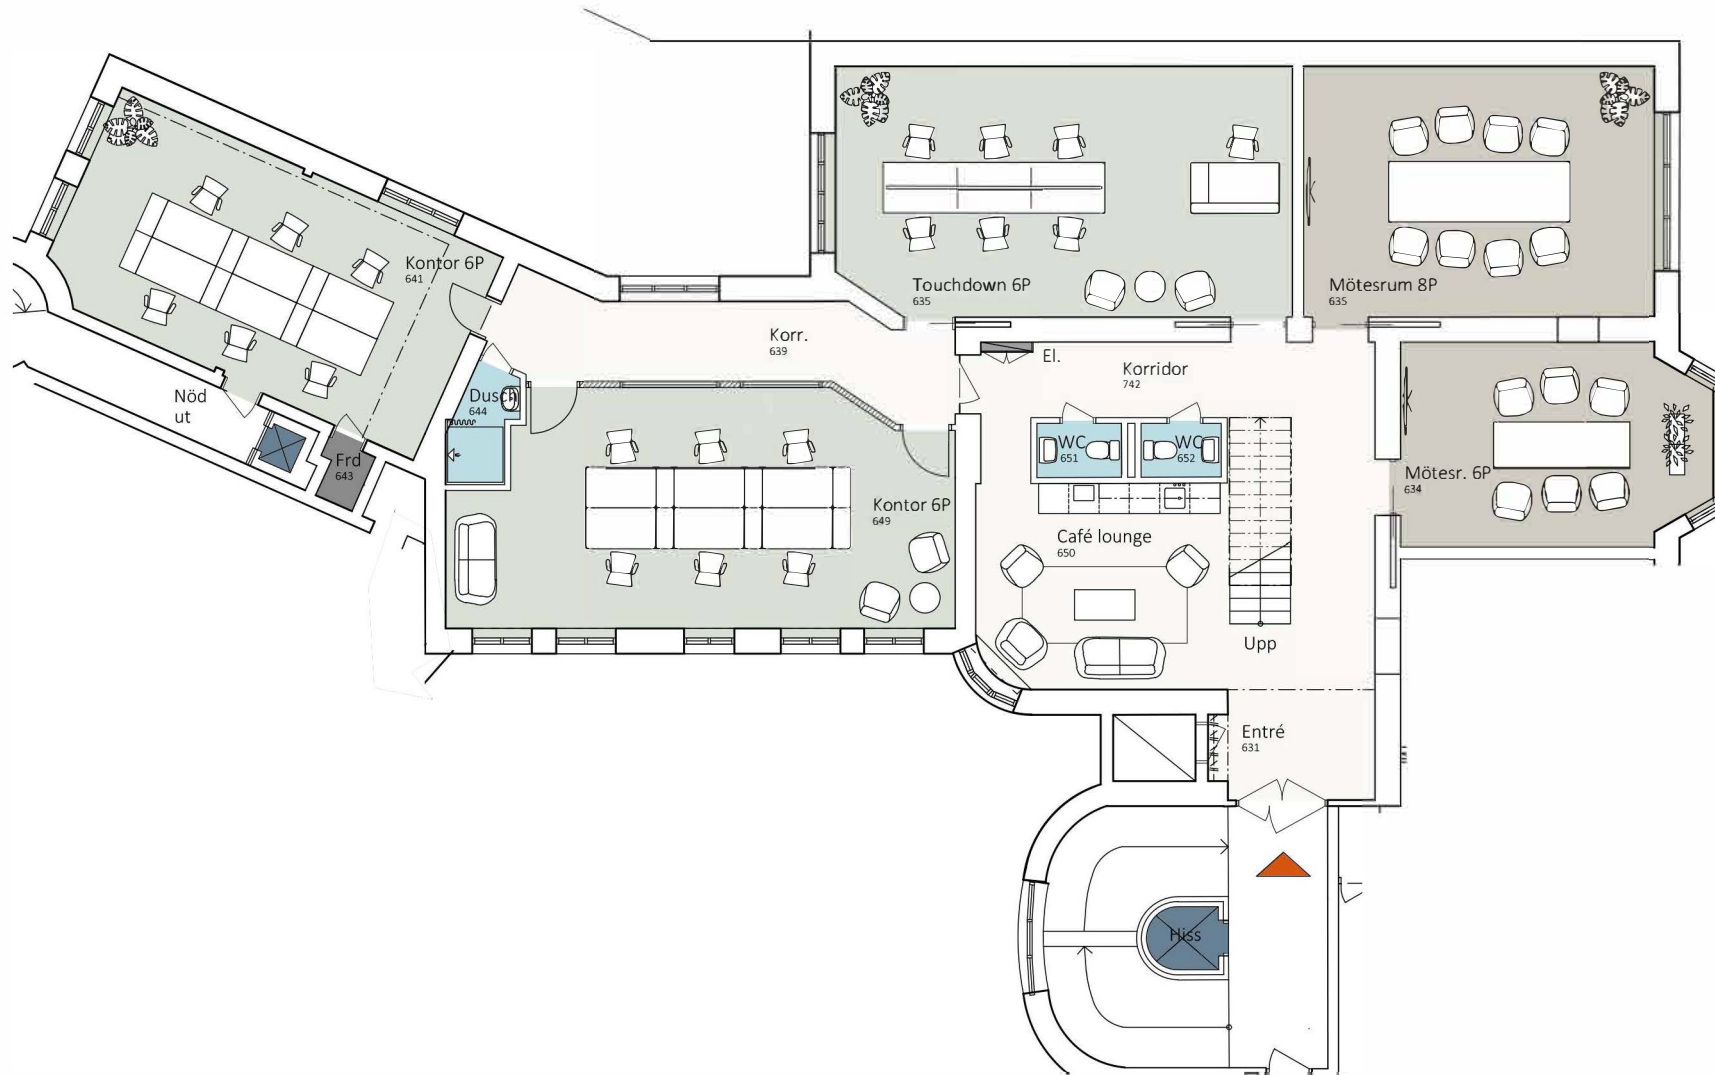 Kontor 6P
641
Nöd
ut
Frd
643
Dusch
644
Korr.
639
Kontor 6P
649
Touchdown 6P
635
Mötesrum 8P
635
El.
Korridor
742
WC
651
WC
652
Mötesr. 6P
634
Café lounge
650
Upp
Entré
631
Hiss